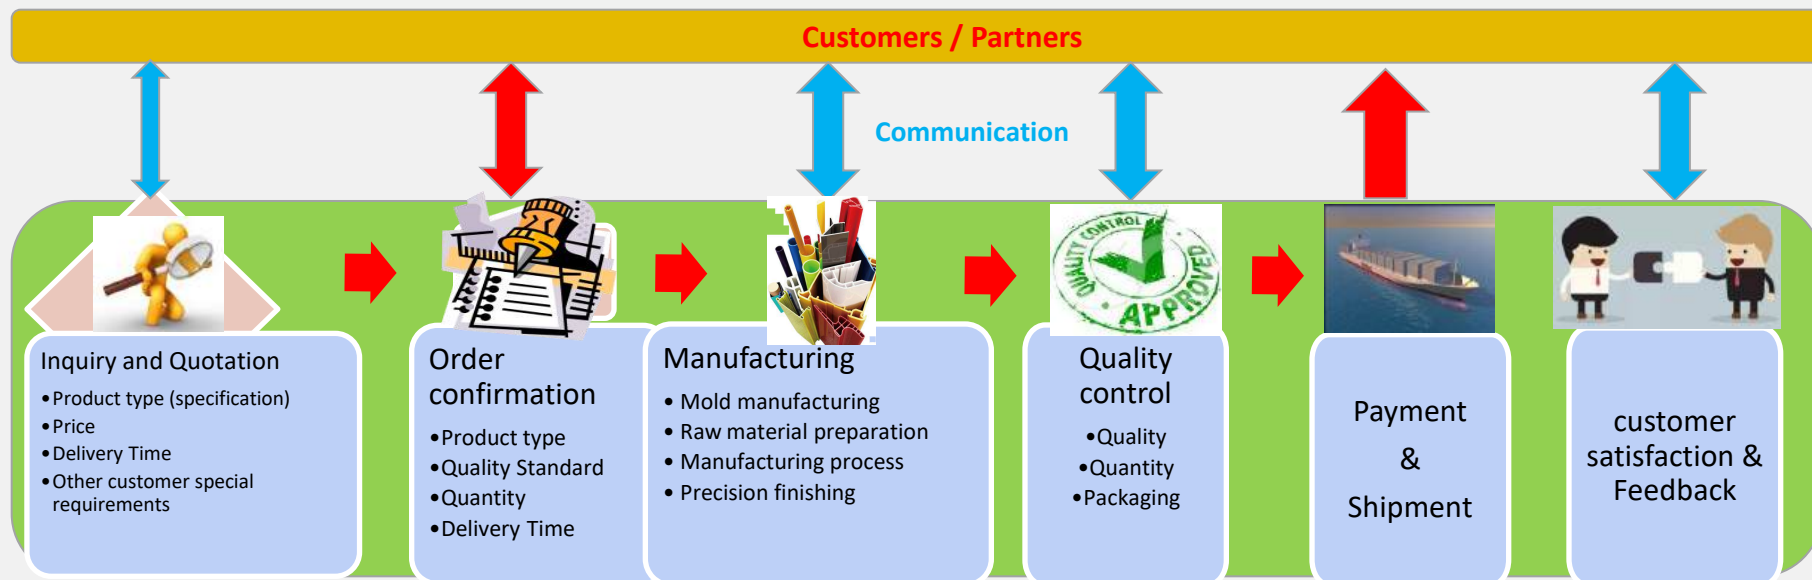 Customers / Partners
Communication
QUALITY CONTROL
APPROVED
Inquiry and Quotation
•Product type (specification)
•Price
•Delivery Time
•Other customer special
requirements
Order
confirmation
•Product type
•Quality Standard
•Quantity
•Delivery Time
Manufacturing
• Mold manufacturing
• Raw material preparation
• Manufacturing process
• Precision finishing
Quality
control
•Quality
•Quantity
•Packaging
Payment
&
Shipment
customer
satisfaction &
Feedback